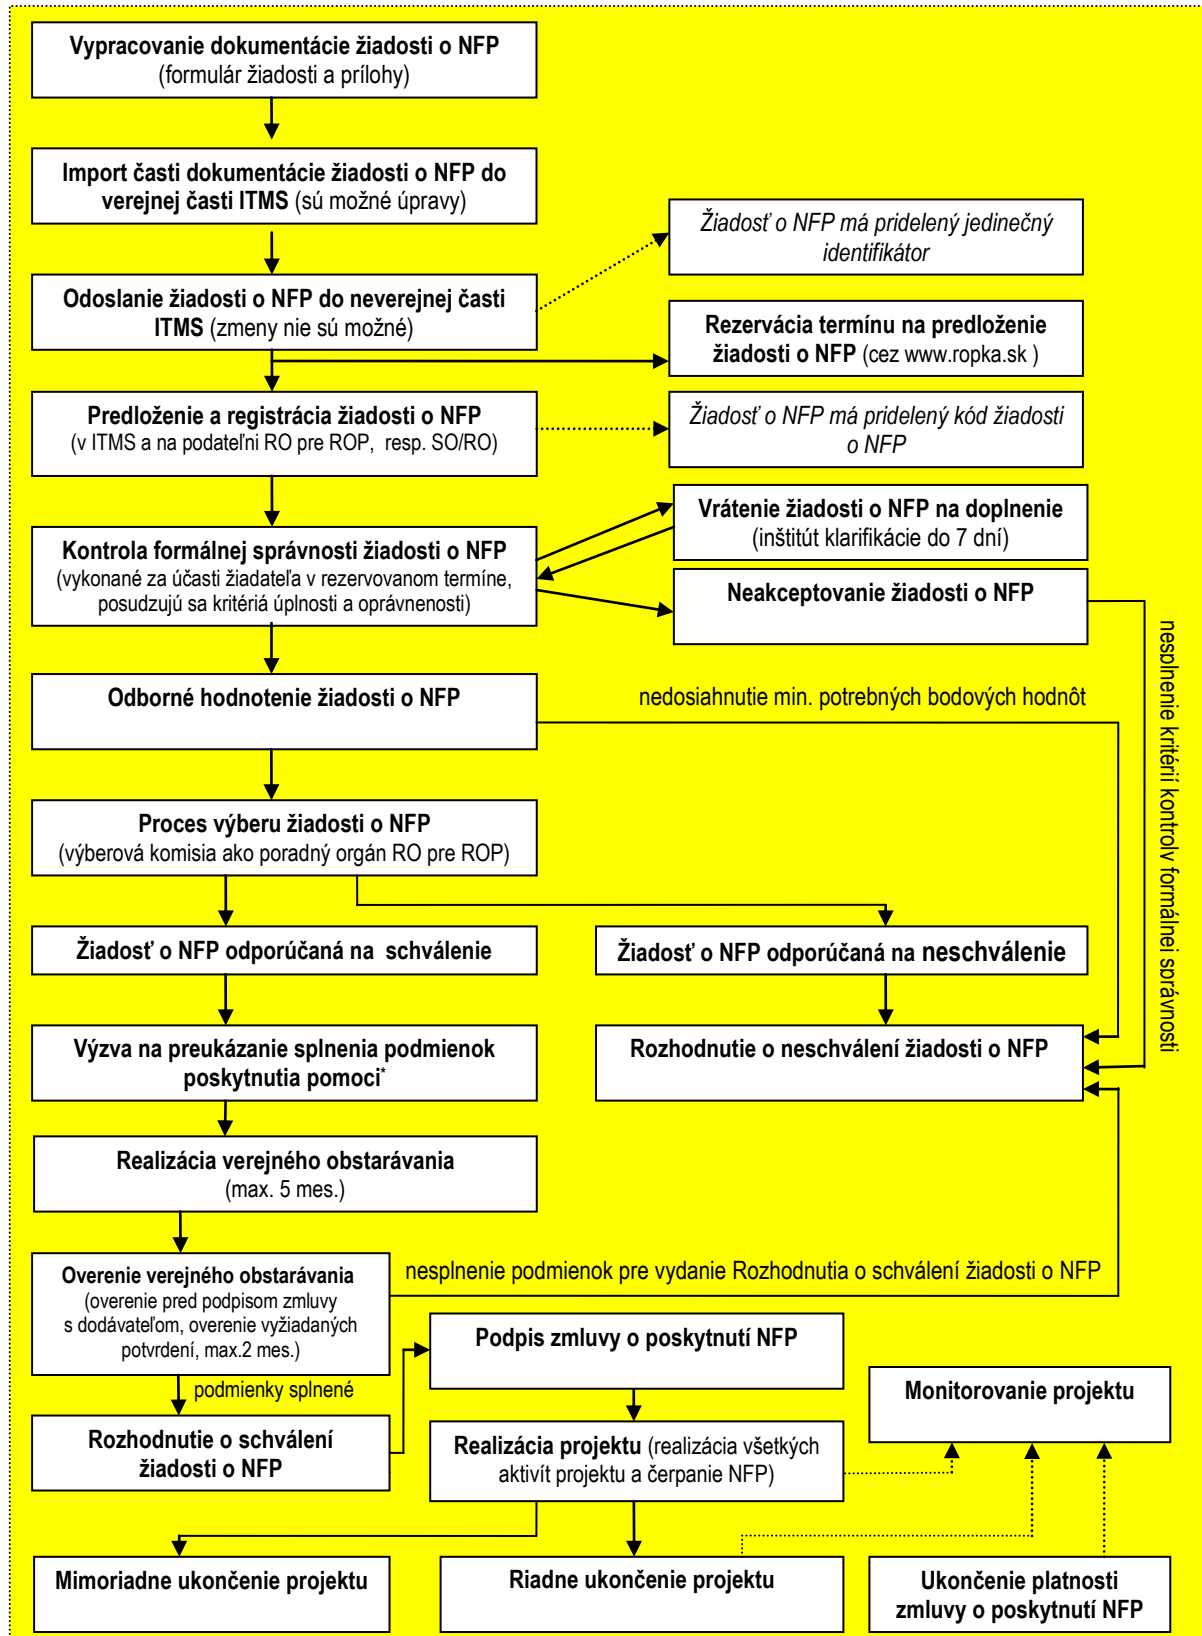 Vypracovanie dokumentácie žiadosti o NFP
(formulár žiadosti a prílohy)
Import časti dokumentácie žiadosti o NFP do
verejnej časti ITMS (sú možné úpravy)
Žiadosť o NFP má pridelený jedinečný
identifikátor
Odoslanie žiadosti o NFP do neverejnej časti
ITMS (zmeny nie sú možné)
Rezervácia termínu na predloženie
žiadosti o NFP (cez www.ropka.sk )
Predloženie a registrácia žiadosti o NFP
(v ITMS a na podateľni RO pre ROP, resp. SO/RO)
Žiadosť o NFP má pridelený kód žiadosti
o NFP
Vrátenie žiadosti o NFP na doplnenie
(inštitút klarifikácie do 7 dní)
Kontrola formálnej správnosti žiadosti o NFP
(vykonané za účasti žiadateľa v rezervovanom termíne,
posudzujú sa kritériá úplnosti a oprávnenosti)
Neakceptovanie žiadosti o NFP
nesplnenie kritérií kontroly formálnej správnosti
Odborné hodnotenie žiadosti o NFP
nedosiahnutie min. potrebných bodových hodnôt
Proces výberu žiadosti o NFP
(výberová komisia ako poradný orgán RO pre ROP)
Žiadosť o NFP odporúčaná na schválenie
Žiadosť o NFP odporúčaná na neschválenie
Výzva na preukázanie splnenia podmienok
poskytnutia pomoci*
Rozhodnutie o neschválení žiadosti o NFP
Realizácia verejného obstarávania
(max. 5 mes.)
Overenie verejného obstarávania
(overenie pred podpisom zmluvy
s dodávateľom, overenie vyžiadaných
potvrdení, max.2 mes.)
nesplnenie podmienok pre vydanie Rozhodnutia o schválení žiadosti o NFP
podmienky splnené
Podpis zmluvy o poskytnutí NFP
Monitorovanie projektu
Rozhodnutie o schválení
žiadosti o NFP
Realizácia projektu (realizácia všetkých
aktivít projektu a čerpanie NFP)
Mimoriadne ukončenie projektu
Riadne ukončenie projektu
Ukončenie platnosti
zmluvy o poskytnutí NFP